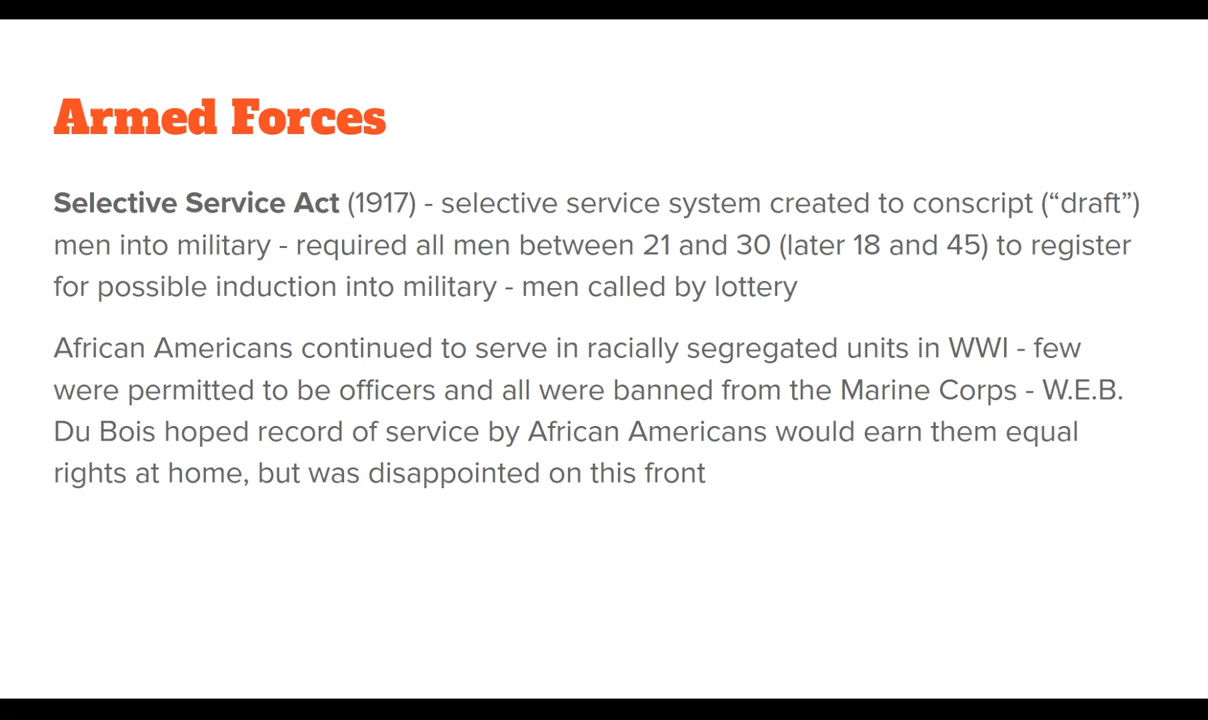 Armed Forces
Selective Service Act (1917) - selective service system created to conscript (“draft”)
men into military - required all men between 21 and 30 (later 18 and 45) to register
for possible induction into military - men called by lottery
African Americans continued to serve in racially segregated units in WWI - few
were permitted to be officers and all were banned from the Marine Corps - W.E.B.
Du Bois hoped record of service by African Americans would earn them equal
rights at home, but was disappointed on this front